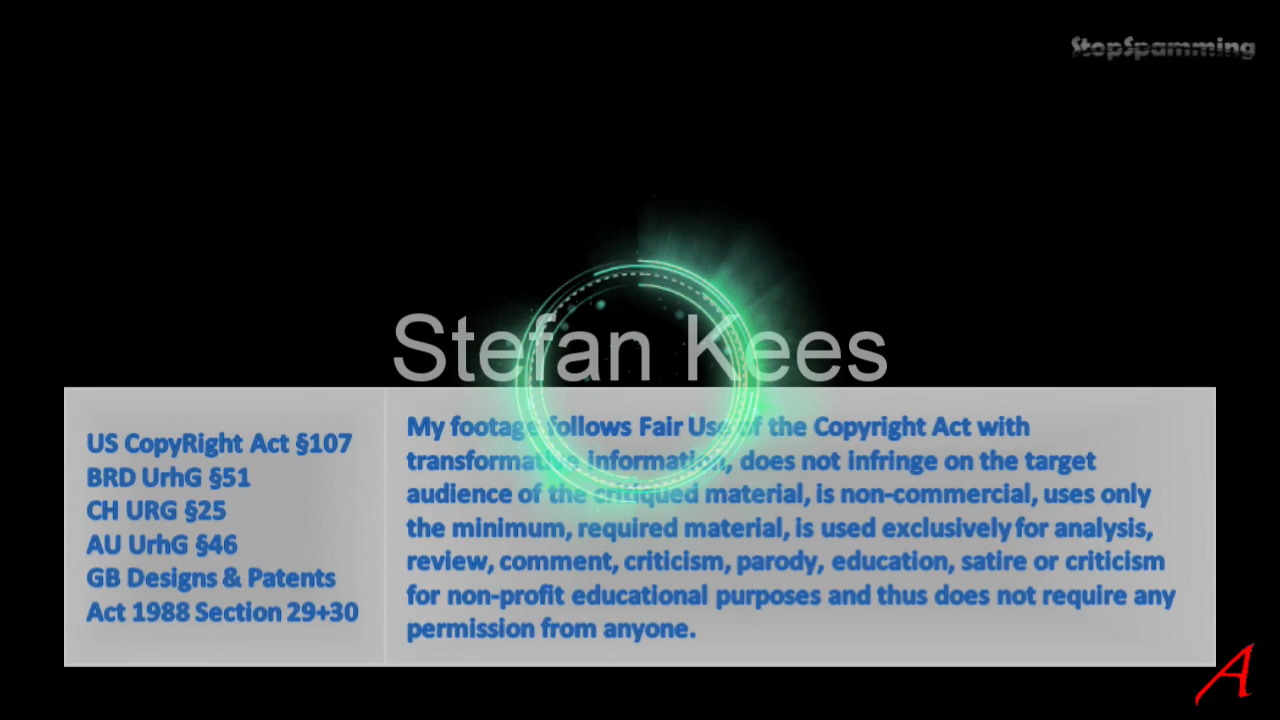 StopSpamming
Stefan Kees
US CopyRight Act §107
BRD UrhG §51
CH URG §25
AU UrhG §46
GB Designs & Patents
Act 1988 Section 29+30
My footage follows Fair Use of the Copyright Act with
transformative information, does not infringe on the target
audience of the critiqued material, is non-commercial, uses only
the minimum, required material, is used exclusively for analysis,
review, comment, criticism, parody, education, satire or criticism
for non-profit educational purposes and thus does not require any
permission from anyone.
A